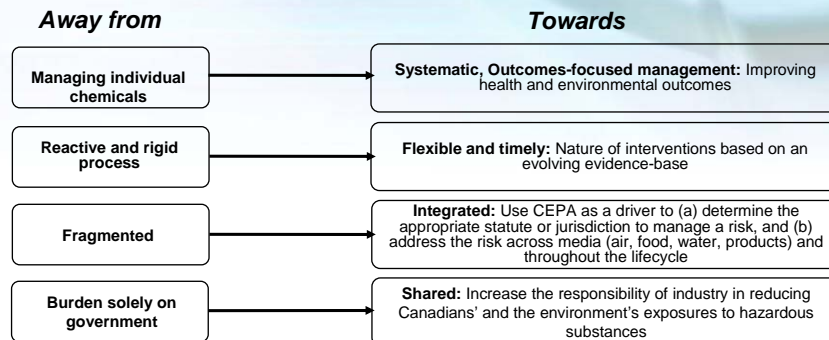 Away from
Towards
Managing individual
chemicals
Systematic, Outcomes-focused management: Improving
health and environmental outcomes
Reactive and rigid
process
Flexible and timely: Nature of interventions based on an
evolving evidence-base
Fragmented
Integrated: Use CEPA as a driver to (a) determine the
appropriate statute or jurisdiction to manage a risk, and (b)
address the risk across media (air, food, water, products) and
throughout the lifecycle
Burden solely on
government
Shared: Increase the responsibility of industry in reducing
Canadians’ and the environment’s exposures to hazardous
substances